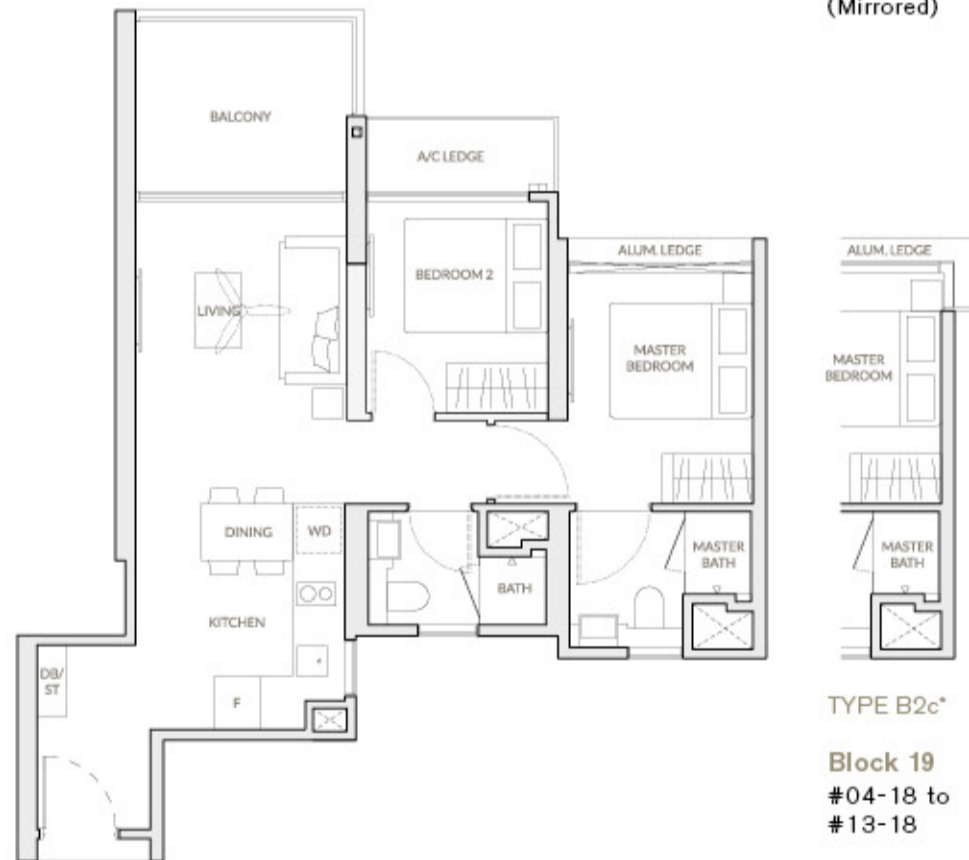 (Mirrored)
BALCONY
A/C LEDGE
ALUM. LEDGE
ALUM. LEDGE
BEDROOM 2
LIVING
MASTER
BEDROOM
MASTER
BEDROOM
DINING
WD
MASTER
BATH
MASTER
BATH
BATH
KITCHEN
DB/
ST
F
TYPE B2c*
Block 19
#04-18 to
#13-18